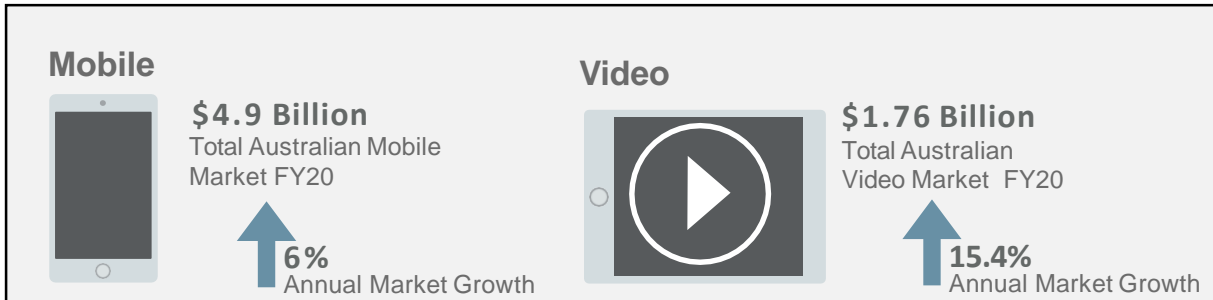 Mobile
$4.9 Billion
Total Australian Mobile
Market FY20
6%
Annual Market Growth
Video
$1.76 Billion
Total Australian
Video Market FY20
15.4%
Annual Market Growth